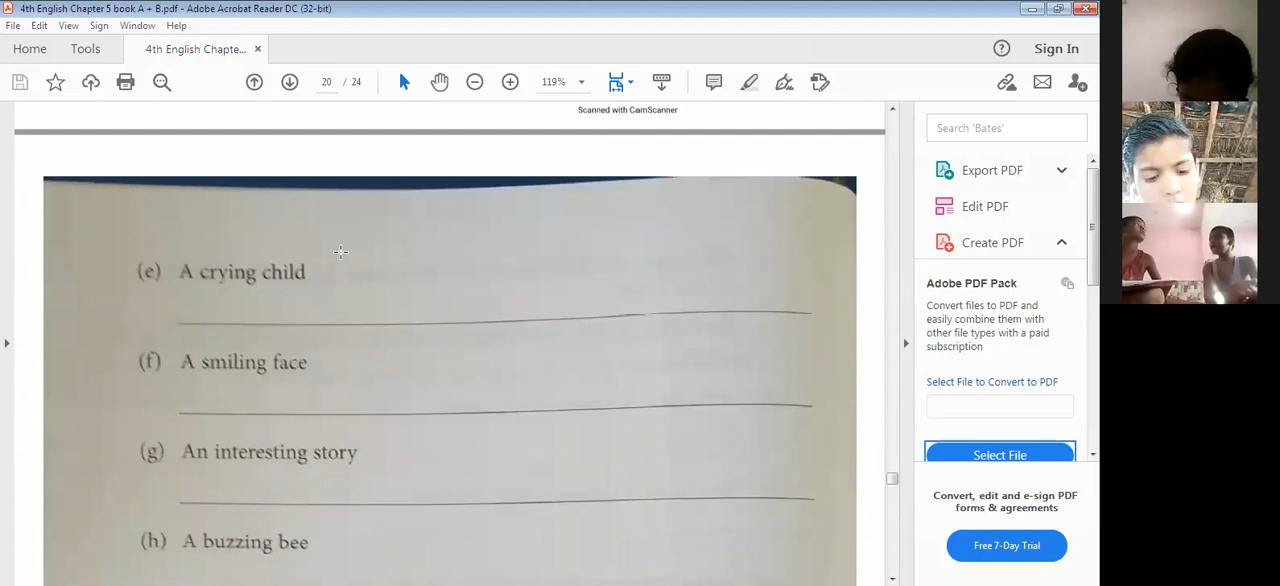 4th English Chapter 5 book A + B.pdf - Adobe Acrobat Reader DC (32-bit)
File Edit View Sign Window Help
Home Tools 4th English Chapte... × Sign In
20 / 24 119%
Scanned with CamScanner
(e) A crying child
(f) A smiling face
(g) An interesting story
(h) A buzzing bee
Search 'Bates'
Export PDF
Edit PDF
Create PDF
Adobe PDF Pack
Convert files to PDF and
easily combine them with
other file types with a paid
subscription
Select File to Convert to PDF
Select File
Convert, edit and e-sign PDF
forms & agreements
Free 7-Day Trial